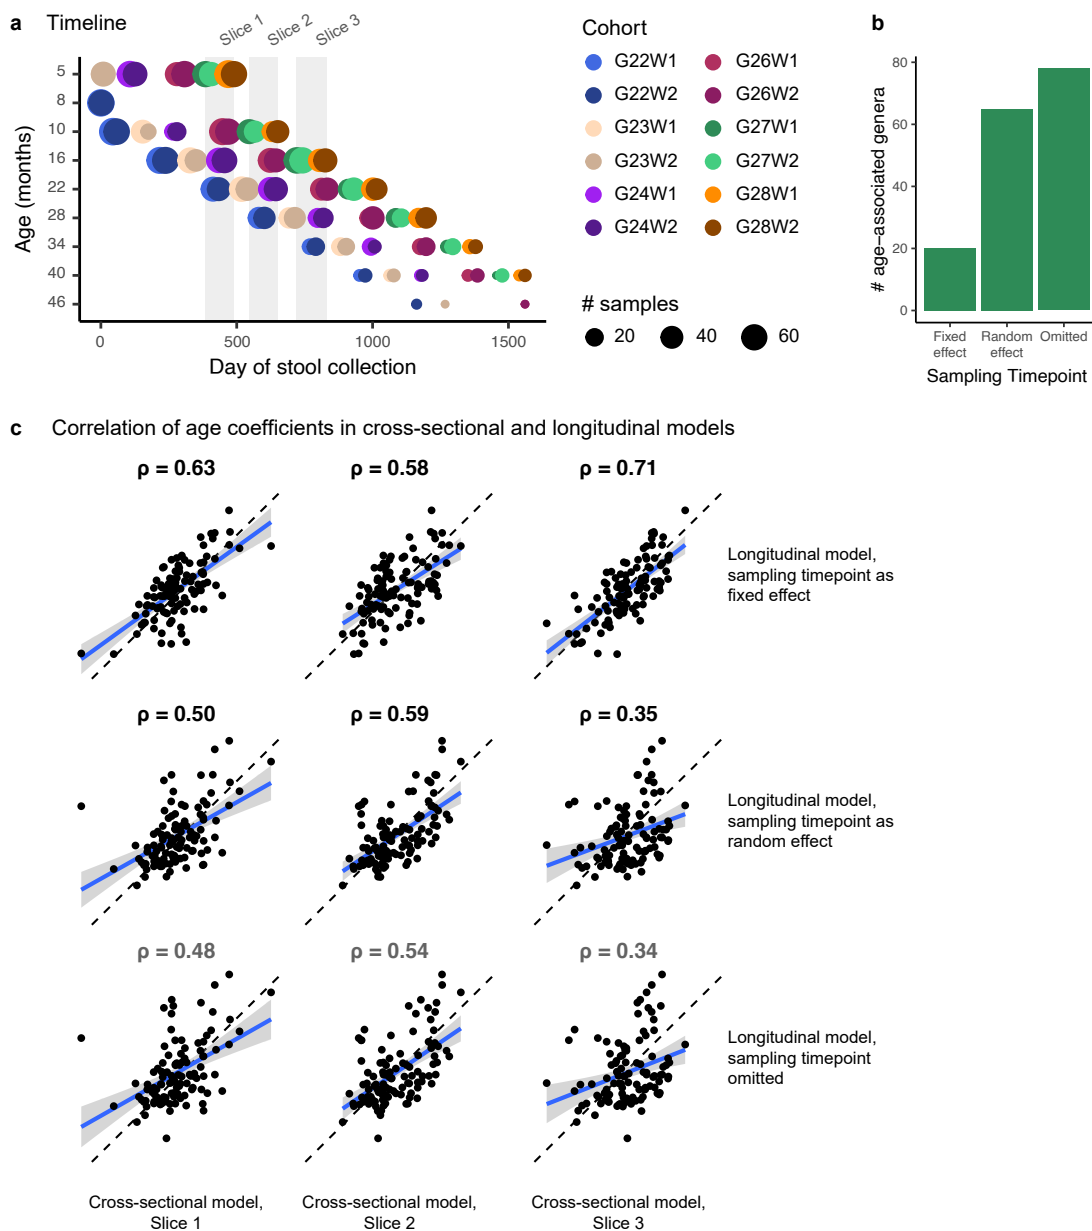 a Timeline
Slice 1
Slice 2
Slice 3
Age (months)
5
8
10
16
22
28
34
40
46
0 500 1000 1500
Day of stool collection
Cohort
G22W1 G26W1
G22W2 G26W2
G23W1 G27W1
G23W2 G27W2
G24W1 G28W1
G24W2 G28W2
# samples
20 40 60
b
# age−associated genera
80
60
40
20
0
Fixed effect
Random effect
Omitted
Sampling Timepoint
c Correlation of age coefficients in cross-sectional and longitudinal models
ρ = 0.63 ρ = 0.58 ρ = 0.71
Longitudinal model,
sampling timepoint as
fixed effect
ρ = 0.50 ρ = 0.59 ρ = 0.35
Longitudinal model,
sampling timepoint as
random effect
ρ = 0.48 ρ = 0.54 ρ = 0.34
Longitudinal model,
sampling timepoint
omitted
Cross-sectional model,
Slice 1
Cross-sectional model,
Slice 2
Cross-sectional model,
Slice 3